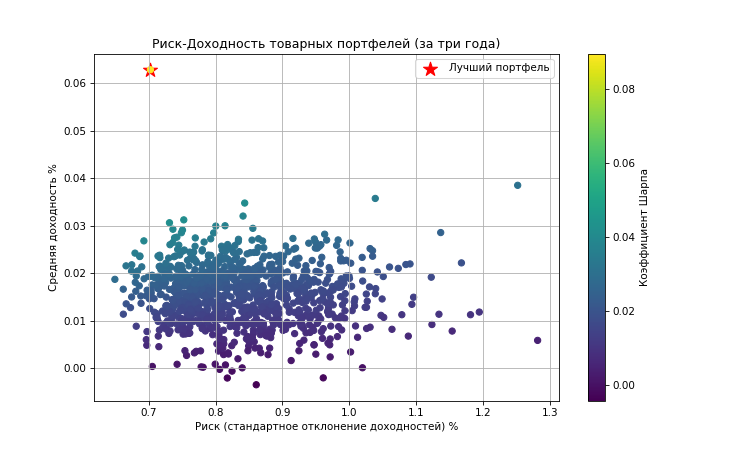 Риск-Доходность товарных портфелей (за три года)
Лучший портфель
Средняя доходность %
0.06
0.05
0.04
0.03
0.02
0.01
0.00
0.7 0.8 0.9 1.0 1.1 1.2 1.3
Риск (стандартное отклонение доходностей) %
0.08
0.06
0.04
0.02
0.00
Коэффициент Шарпа